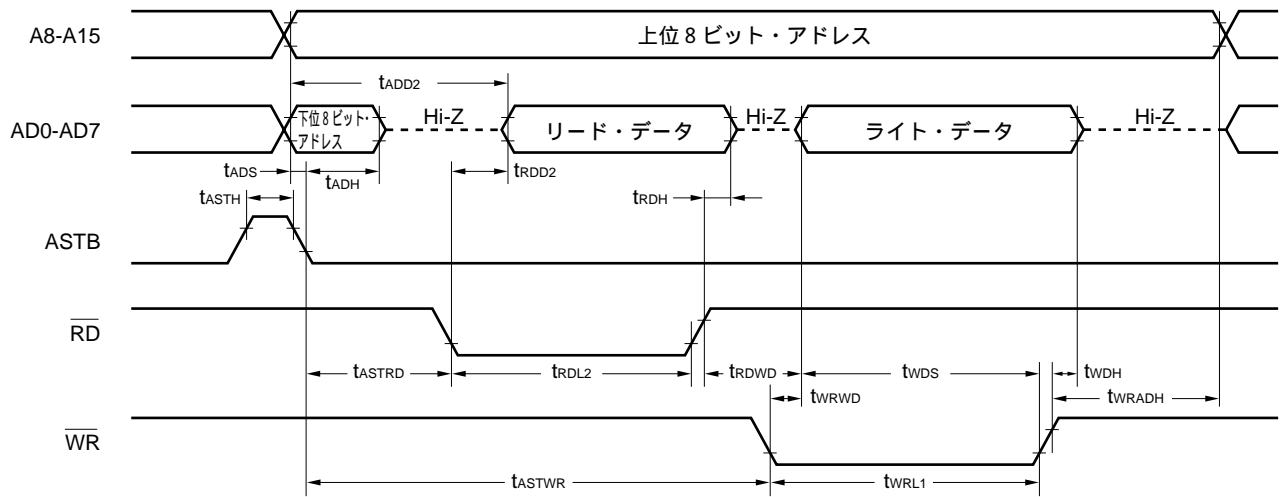 A8-A15
上位8ビット・アドレス
tADD2
AD0-AD7
下位8ビット・
アドレス
Hi-Z
リード・データ
Hi-Z
ライト・データ
Hi-Z
tADS
tADH
tRDD2
tASTH
tRDH
ASTB
RD
tASTRD
tRDL2
tRDWD
tWDS
tWDH
tWRWD
tWRADH
WR
tASTWR
tWRL1